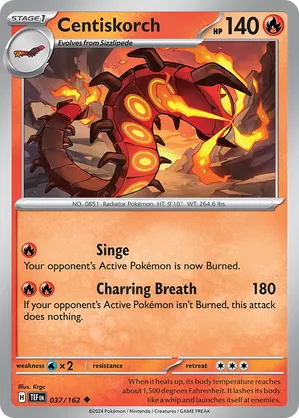 STAGE 1 Centiskorch HP 140
Evolves from Sizzlipede
NO. 0851 Radiator Pokémon HT: 9'10" WT: 264.6 lbs.
Singe
Your opponent's Active Pokémon is now Burned.
Charring Breath 180
If your opponent's Active Pokémon isn't Burned, this attack
does nothing.
weakness ×2 resistance retreat
Illus. Krgc
H TEF EN 037/162
When it heats up, its body temperature reaches
about 1,500 degrees Fahrenheit. It lashes its body
like a whip and launches itself at enemies.
©2024 Pokémon / Nintendo / Creatures / GAME FREAK